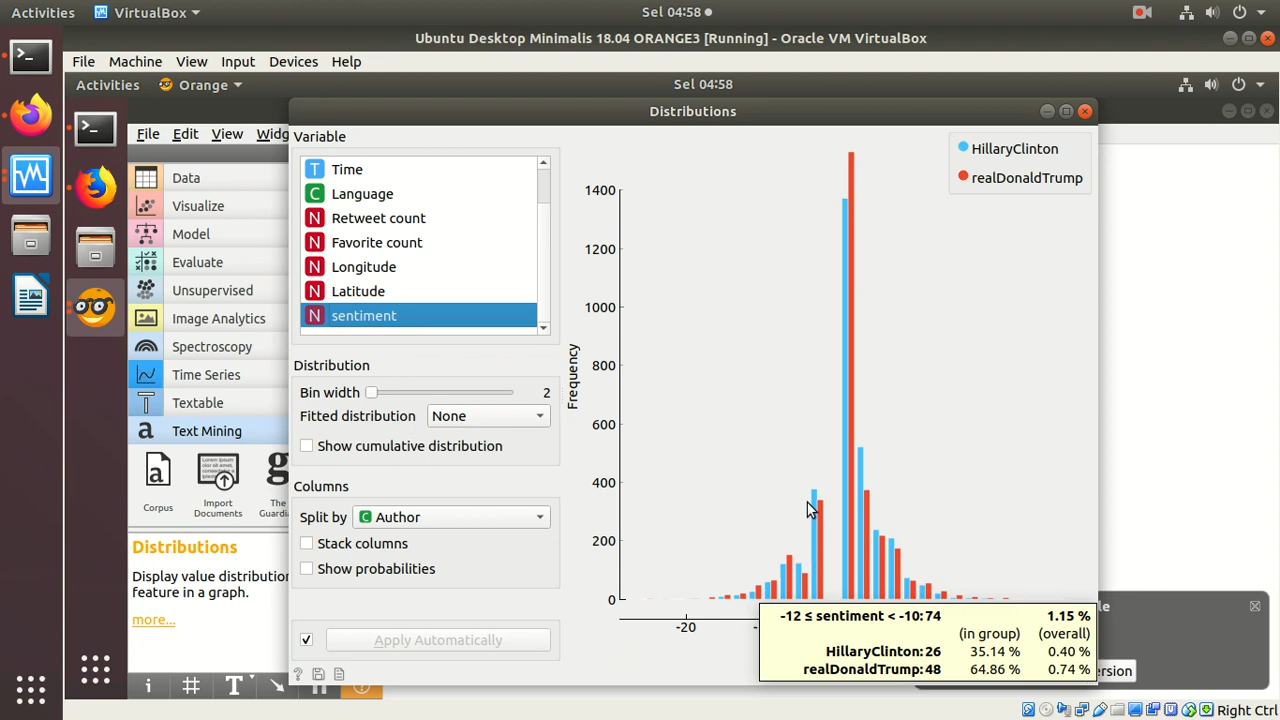 Activities VirtualBox Sel 04:58
Ubuntu Desktop Minimalis 18.04 ORANGE3 [Running] - Oracle VM VirtualBox
File Machine View Input Devices Help
Activities Orange Sel 04:58
Distributions
File Edit View Widg
Data
Visualize
Model
Evaluate
Unsupervised
Image Analytics
Spectroscopy
Time Series
Textable
a Text Mining
a
Corpus
Import
Documents
g
The
Guardia
Distributions
Display value distribution
feature in a graph.
more...
i # T
Variable
T Time
C Language
N Retweet count
N Favorite count
N Longitude
N Latitude
N sentiment
Distribution
Bin width 2
Fitted distribution None
Show cumulative distribution
Columns
Split by C Author
Stack columns
Show probabilities
Apply Automatically
?
HillaryClinton
realDonaldTrump
Frequency
1400
1200
1000
800
600
400
200
0
-20
-12 ≤ sentiment < -10: 74 1.15 %
(in group) (overall)
HillaryClinton: 26 35.14 % 0.40 %
realDonaldTrump: 48 64.86 % 0.74 %
le
ersion
Right Ctrl